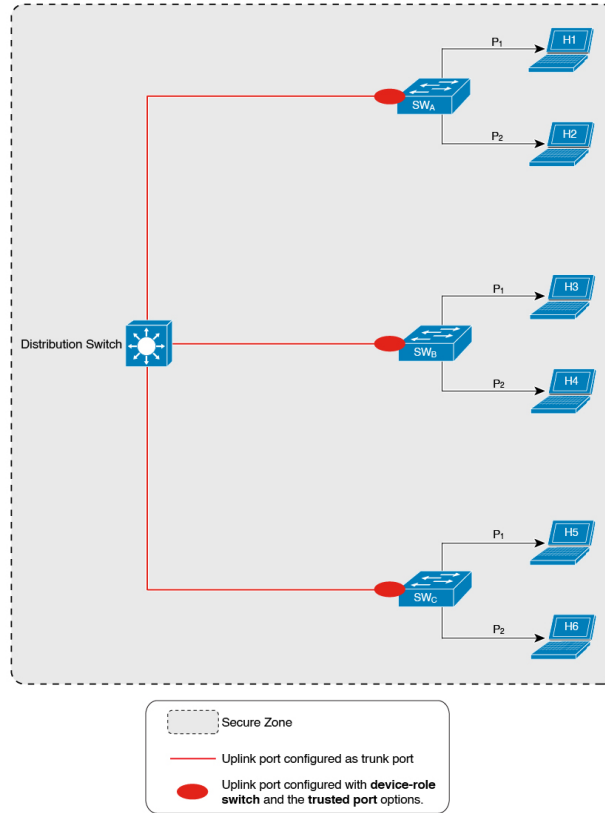 P₁
H1
SWA
P₂
H2
P₁
H3
Distribution Switch
SWB
P₂
H4
P₁
H5
SWC
P₂
H6
Secure Zone
Uplink port configured as trunk port
Uplink port configured with device-role
switch and the trusted port options.